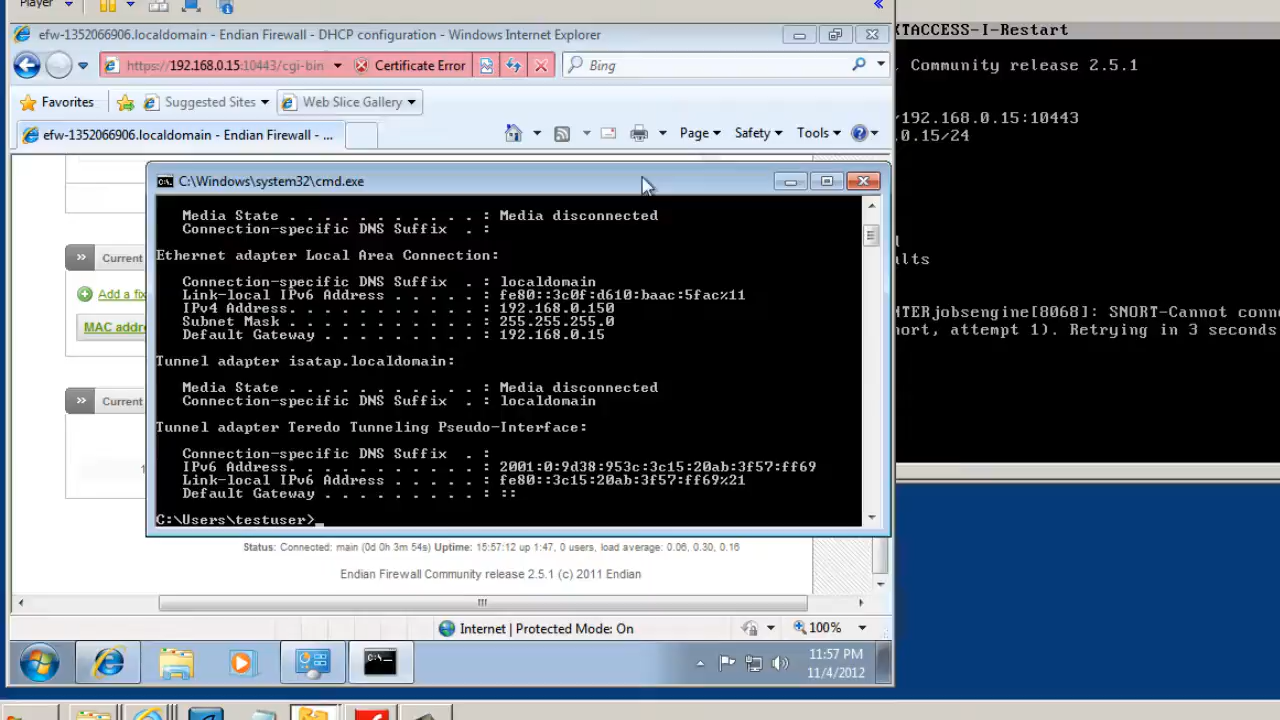 Player
efw-1352066906.localdomain - Endian Firewall - DHCP configuration - Windows Internet Explorer
https://192.168.0.15:10443/cgi-bin
Certificate Error
Bing
Favorites
Suggested Sites
Web Slice Gallery
efw-1352066906.localdomain - Endian Firewall - ...
Page
Safety
Tools
TACCESS-I-Restart
Community release 2.5.1
192.168.0.15:10443
.0.15/24
C:\Windows\system32\cmd.exe
Media State . . . . . . . . . . . : Media disconnected
Connection-specific DNS Suffix . :
Ethernet adapter Local Area Connection:
Connection-specific DNS Suffix . : localdomain
Link-local IPv6 Address . . . . . : fe80::3c0f:d610:baac:5fac%11
IPv4 Address. . . . . . . . . . . : 192.168.0.150
Subnet Mask . . . . . . . . . . . : 255.255.255.0
Default Gateway . . . . . . . . . : 192.168.0.15
Tunnel adapter isatap.localdomain:
Media State . . . . . . . . . . . : Media disconnected
Connection-specific DNS Suffix . : localdomain
Tunnel adapter Teredo Tunneling Pseudo-Interface:
Connection-specific DNS Suffix . :
IPv6 Address. . . . . . . . . . . : 2001:0:9d38:953c:3c15:20ab:3f57:ff69
Link-local IPv6 Address . . . . . : fe80::3c15:20ab:3f57:ff69%21
Default Gateway . . . . . . . . . : ::
C:\Users\testuser>_
Current
Add a fix
MAC addre
Current
ults
TERjobsengine[8068]: SNORT-Cannot conn
ort, attempt 1). Retrying in 3 seconds
Status: Connected: main (0d 0h 3m 54s) Uptime: 15:57:12 up 1:47, 0 users, load average: 0.06, 0.30, 0.16
Endian Firewall Community release 2.5.1 (c) 2011 Endian
Internet | Protected Mode: On
100%
11:57 PM
11/4/2012